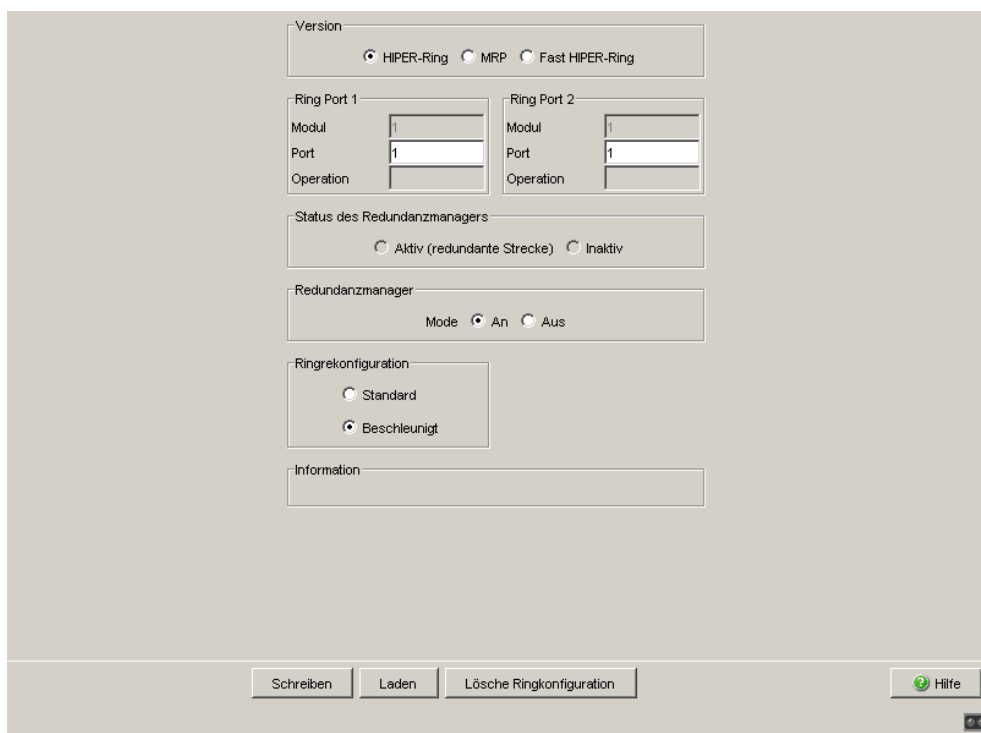 Version
HIPER-Ring MRP Fast HIPER-Ring
Ring Port 1 Ring Port 2
Modul 1 Modul 1
Port 1 Port 1
Operation Operation
Status des Redundanzmanagers
Aktiv (redundante Strecke) Inaktiv
Redundanzmanager
Mode An Aus
Ringrekonfiguration
Standard
Beschleunigt
Information
Schreiben Laden Lösche Ringkonfiguration ? Hilfe